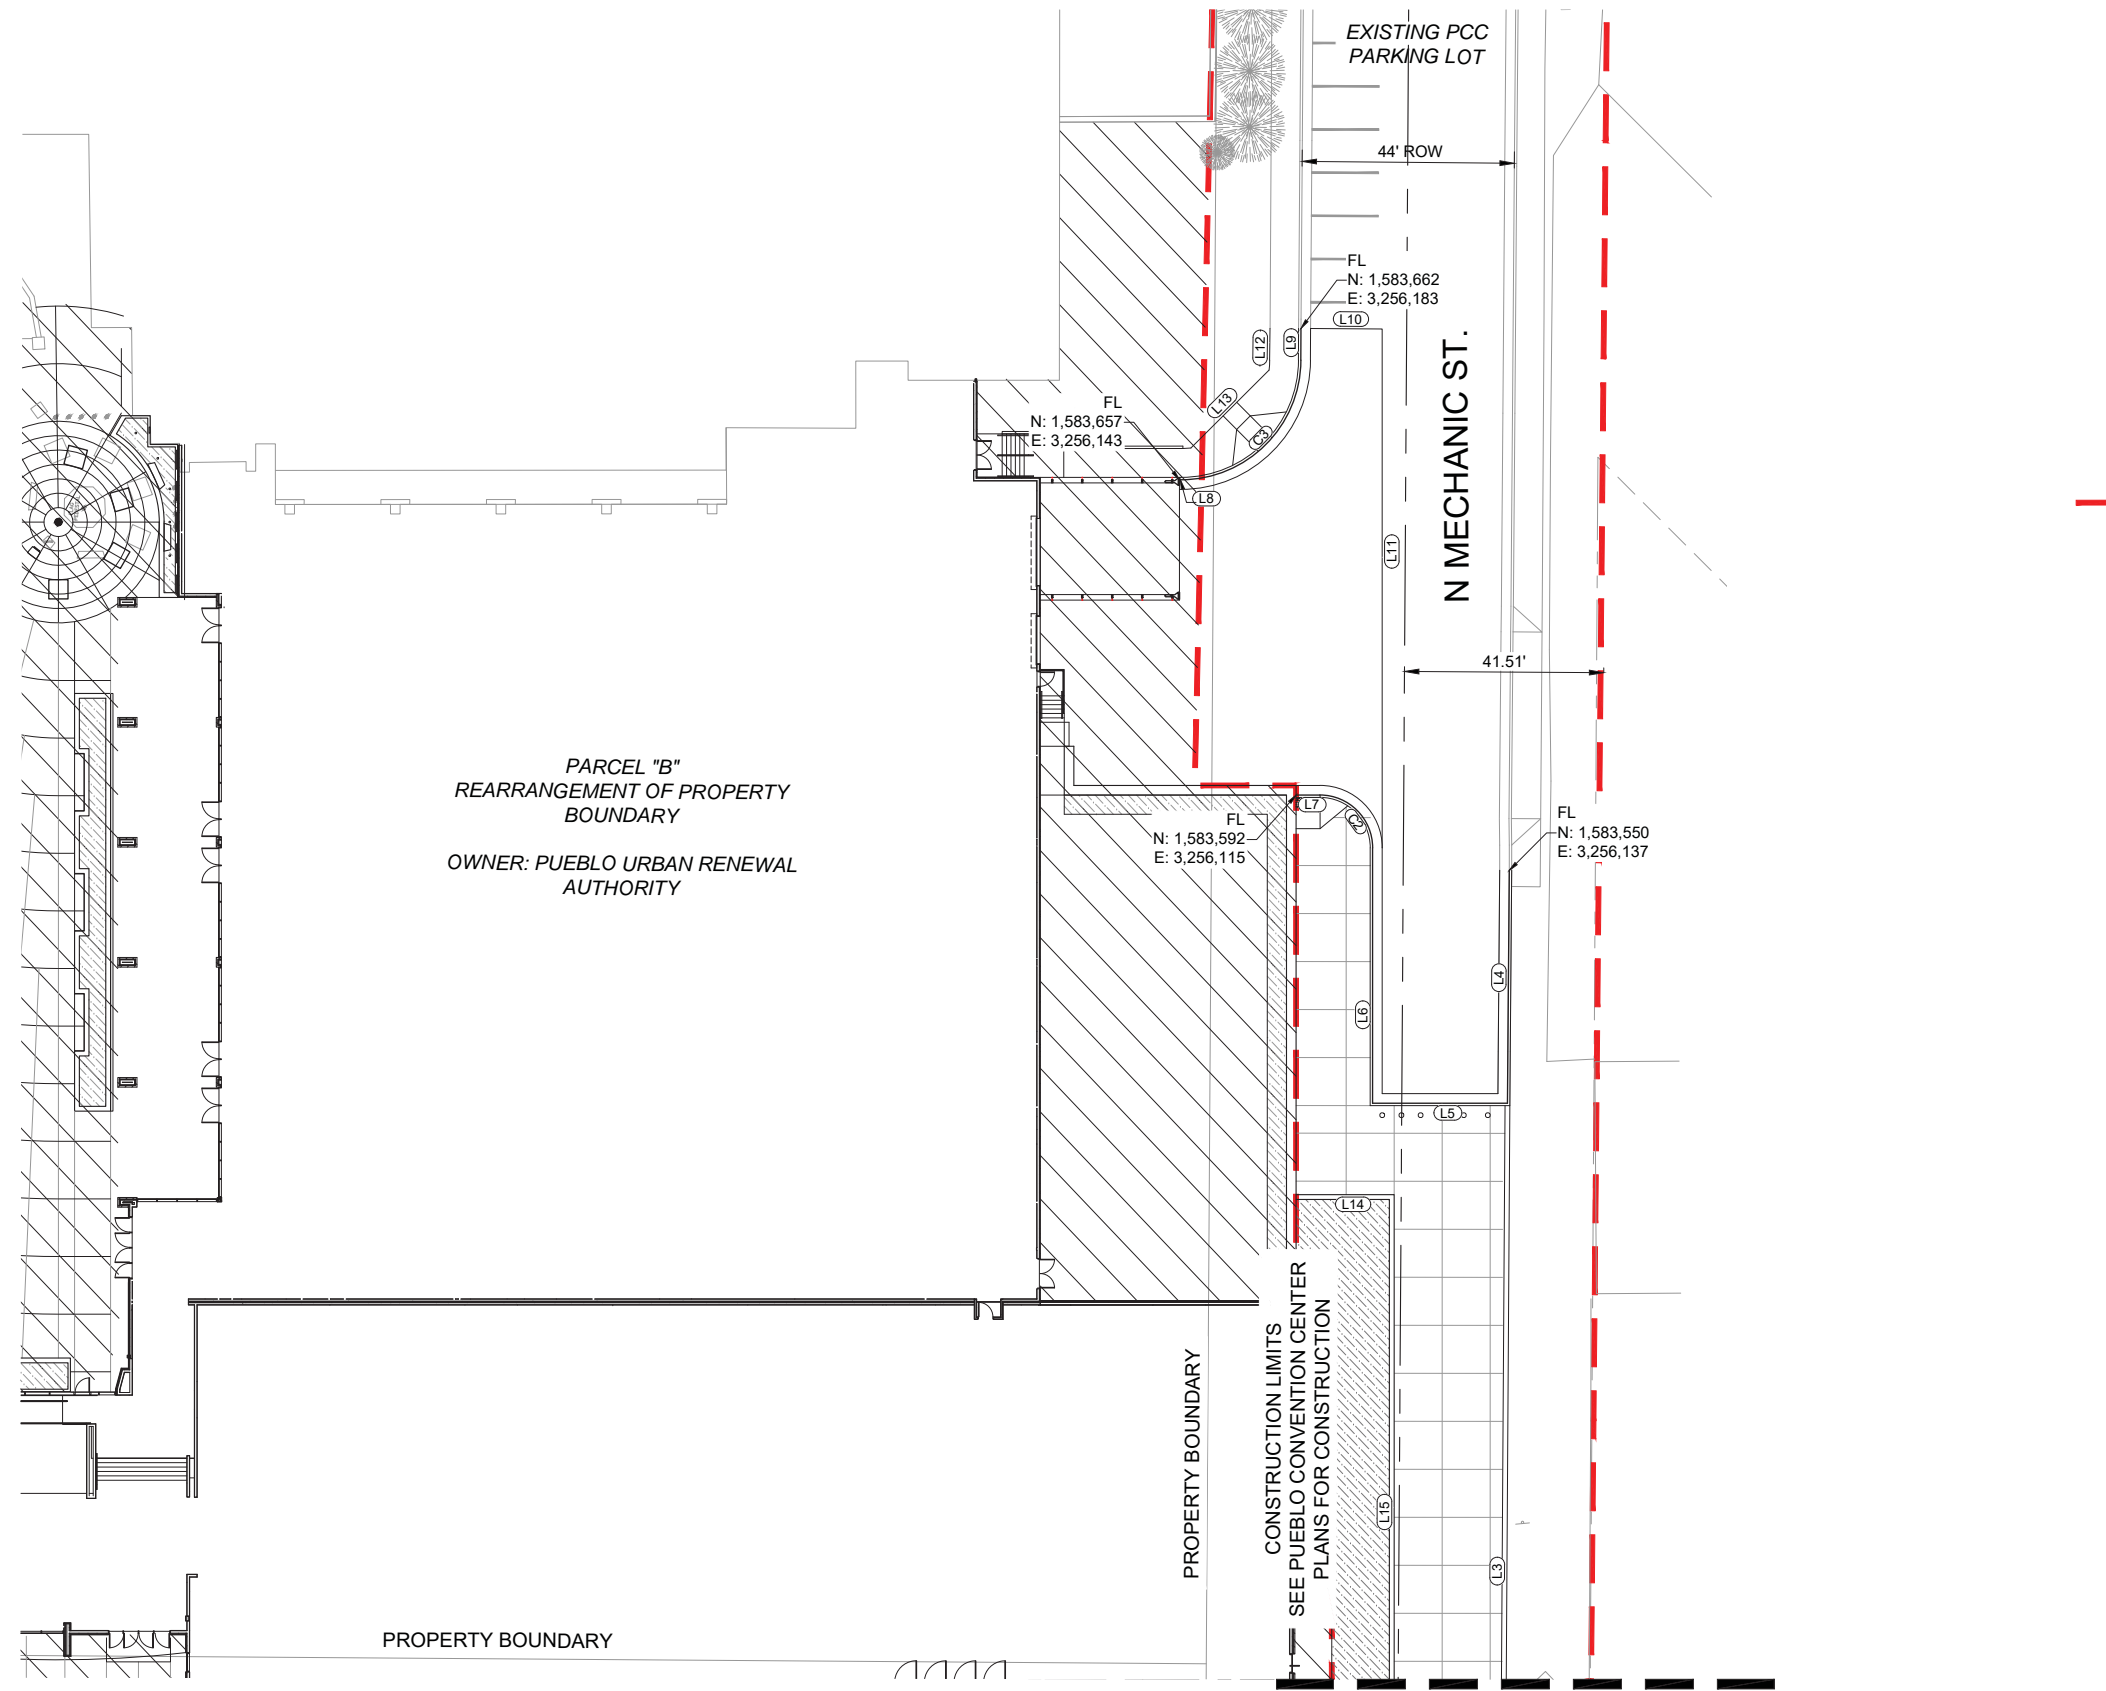 EXISTING PCC
PARKING LOT
44' ROW
FL
N: 1,583,662
E: 3,256,183
L10
L12
L9
N MECHANIC ST.
FL
N: 1,583,657
E: 3,256,143
L13
C3
L8
L11
41.51'
PARCEL "B"
REARRANGEMENT OF PROPERTY
BOUNDARY
OWNER: PUEBLO URBAN RENEWAL
AUTHORITY
L7
C2
FL
N: 1,583,592
E: 3,256,115
FL
N: 1,583,550
E: 3,256,137
L4
L6
L5
L14
PROPERTY BOUNDARY
CONSTRUCTION LIMITS
SEE PUEBLO CONVENTION CENTER
PLANS FOR CONSTRUCTION
L15
L3
PROPERTY BOUNDARY